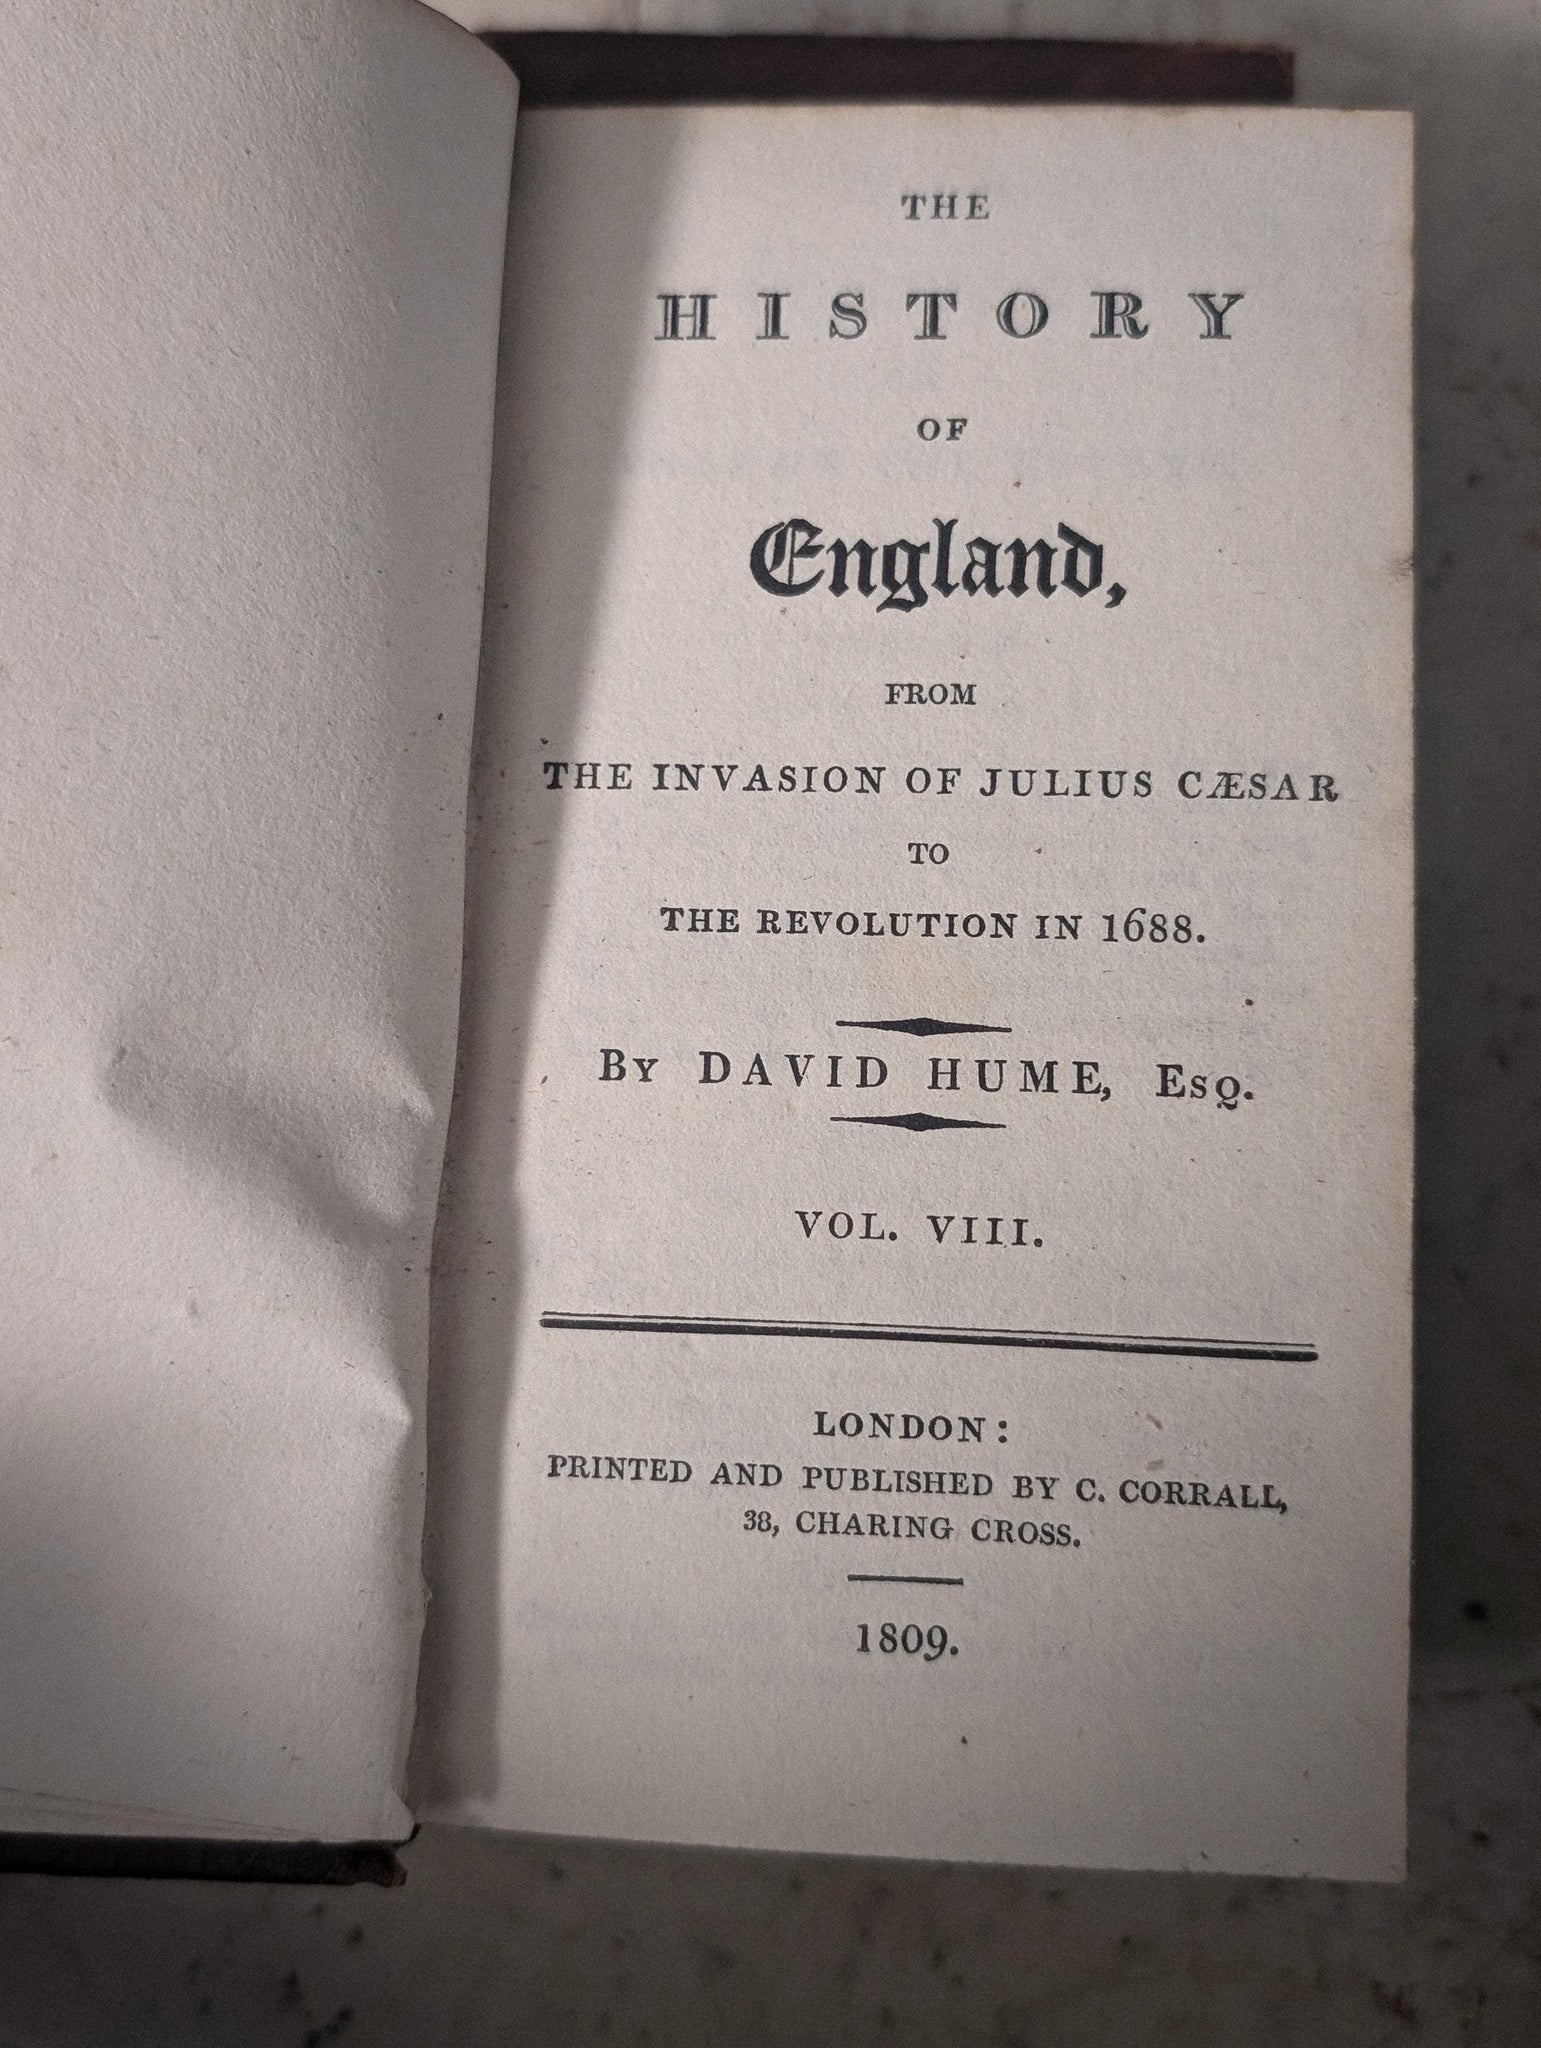 THE
HISTORY
OF
England,
FROM
THE INVASION OF JULIUS CÆSAR
TO
THE REVOLUTION IN 1688.
By DAVID HUME, Esq.
VOL. VIII.
LONDON:
PRINTED AND PUBLISHED BY C. CORRALL,
38, CHARING CROSS.
1809.